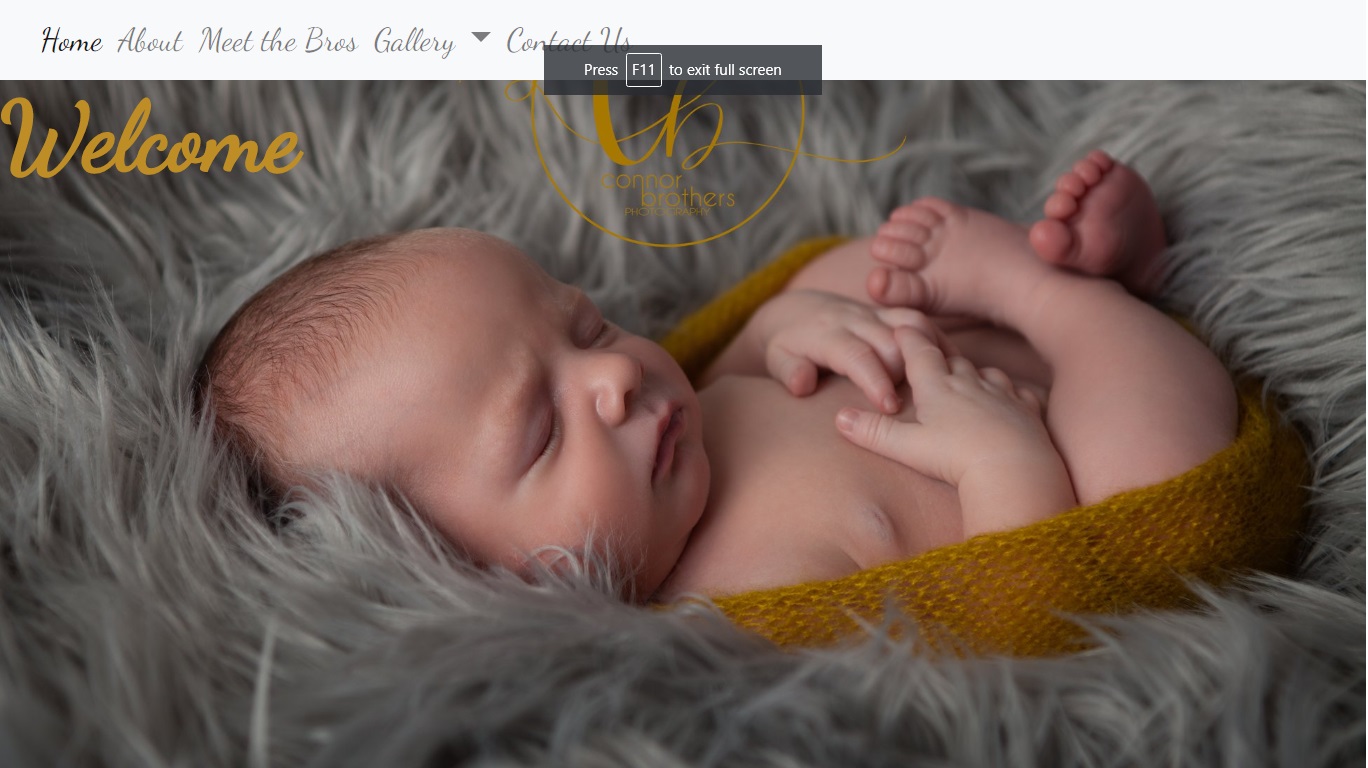 Home About Meet the Bros Gallery Contact Us
Press F11 to exit full screen
Welcome
cb
connor
brothers
PHOTOGRAPHY